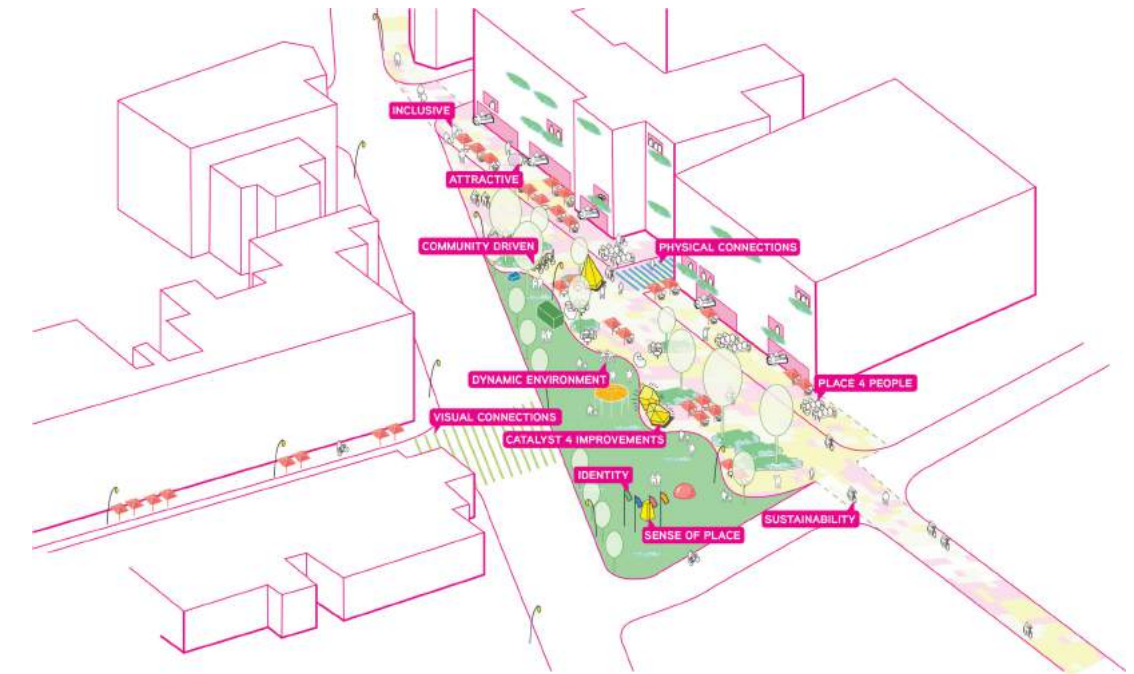 INCLUSIVE
ATTRACTIVE
COMMUNITY DRIVEN
PHYSICAL CONNECTIONS
DYNAMIC ENVIRONMENT
PLACE 4 PEOPLE
VISUAL CONNECTIONS
CATALYST 4 IMPROVEMENTS
IDENTITY
SUSTAINABILITY
SENSE OF PLACE